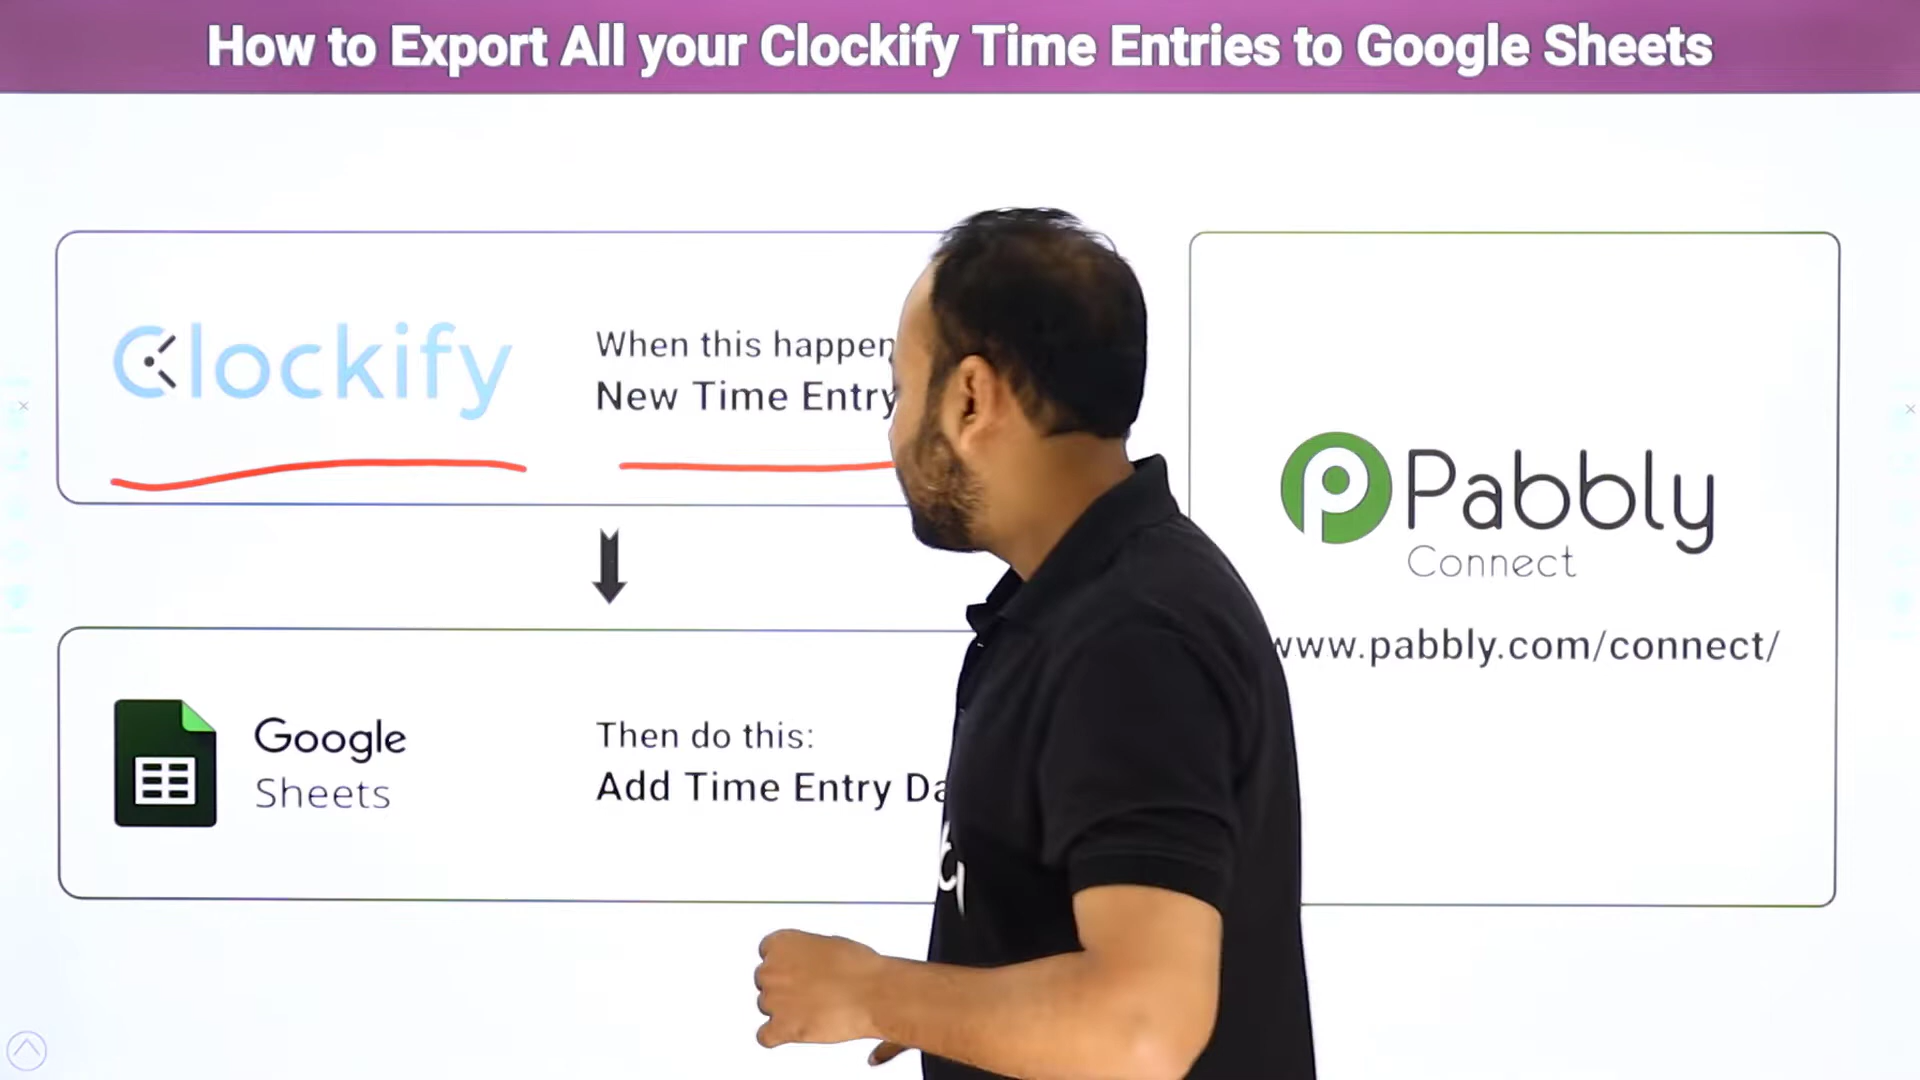 How to Export All your Clockify Time Entries to Google Sheets
Clockify
When this happen
New Time Entry
Google
Sheets
Then do this:
Add Time Entry Da
Pabbly
Connect
www.pabbly.com/connect/